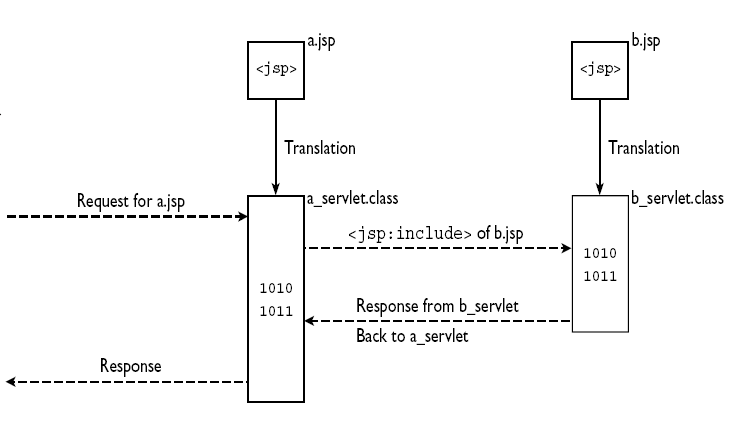 a.jsp
b.jsp
<jsp>
<jsp>
Translation
Translation
Request for a.jsp
a_servlet.class
b_servlet.class
<jsp:include> of b.jsp
1010
1011
1010
1011
Response from b_servlet
Back to a_servlet
Response